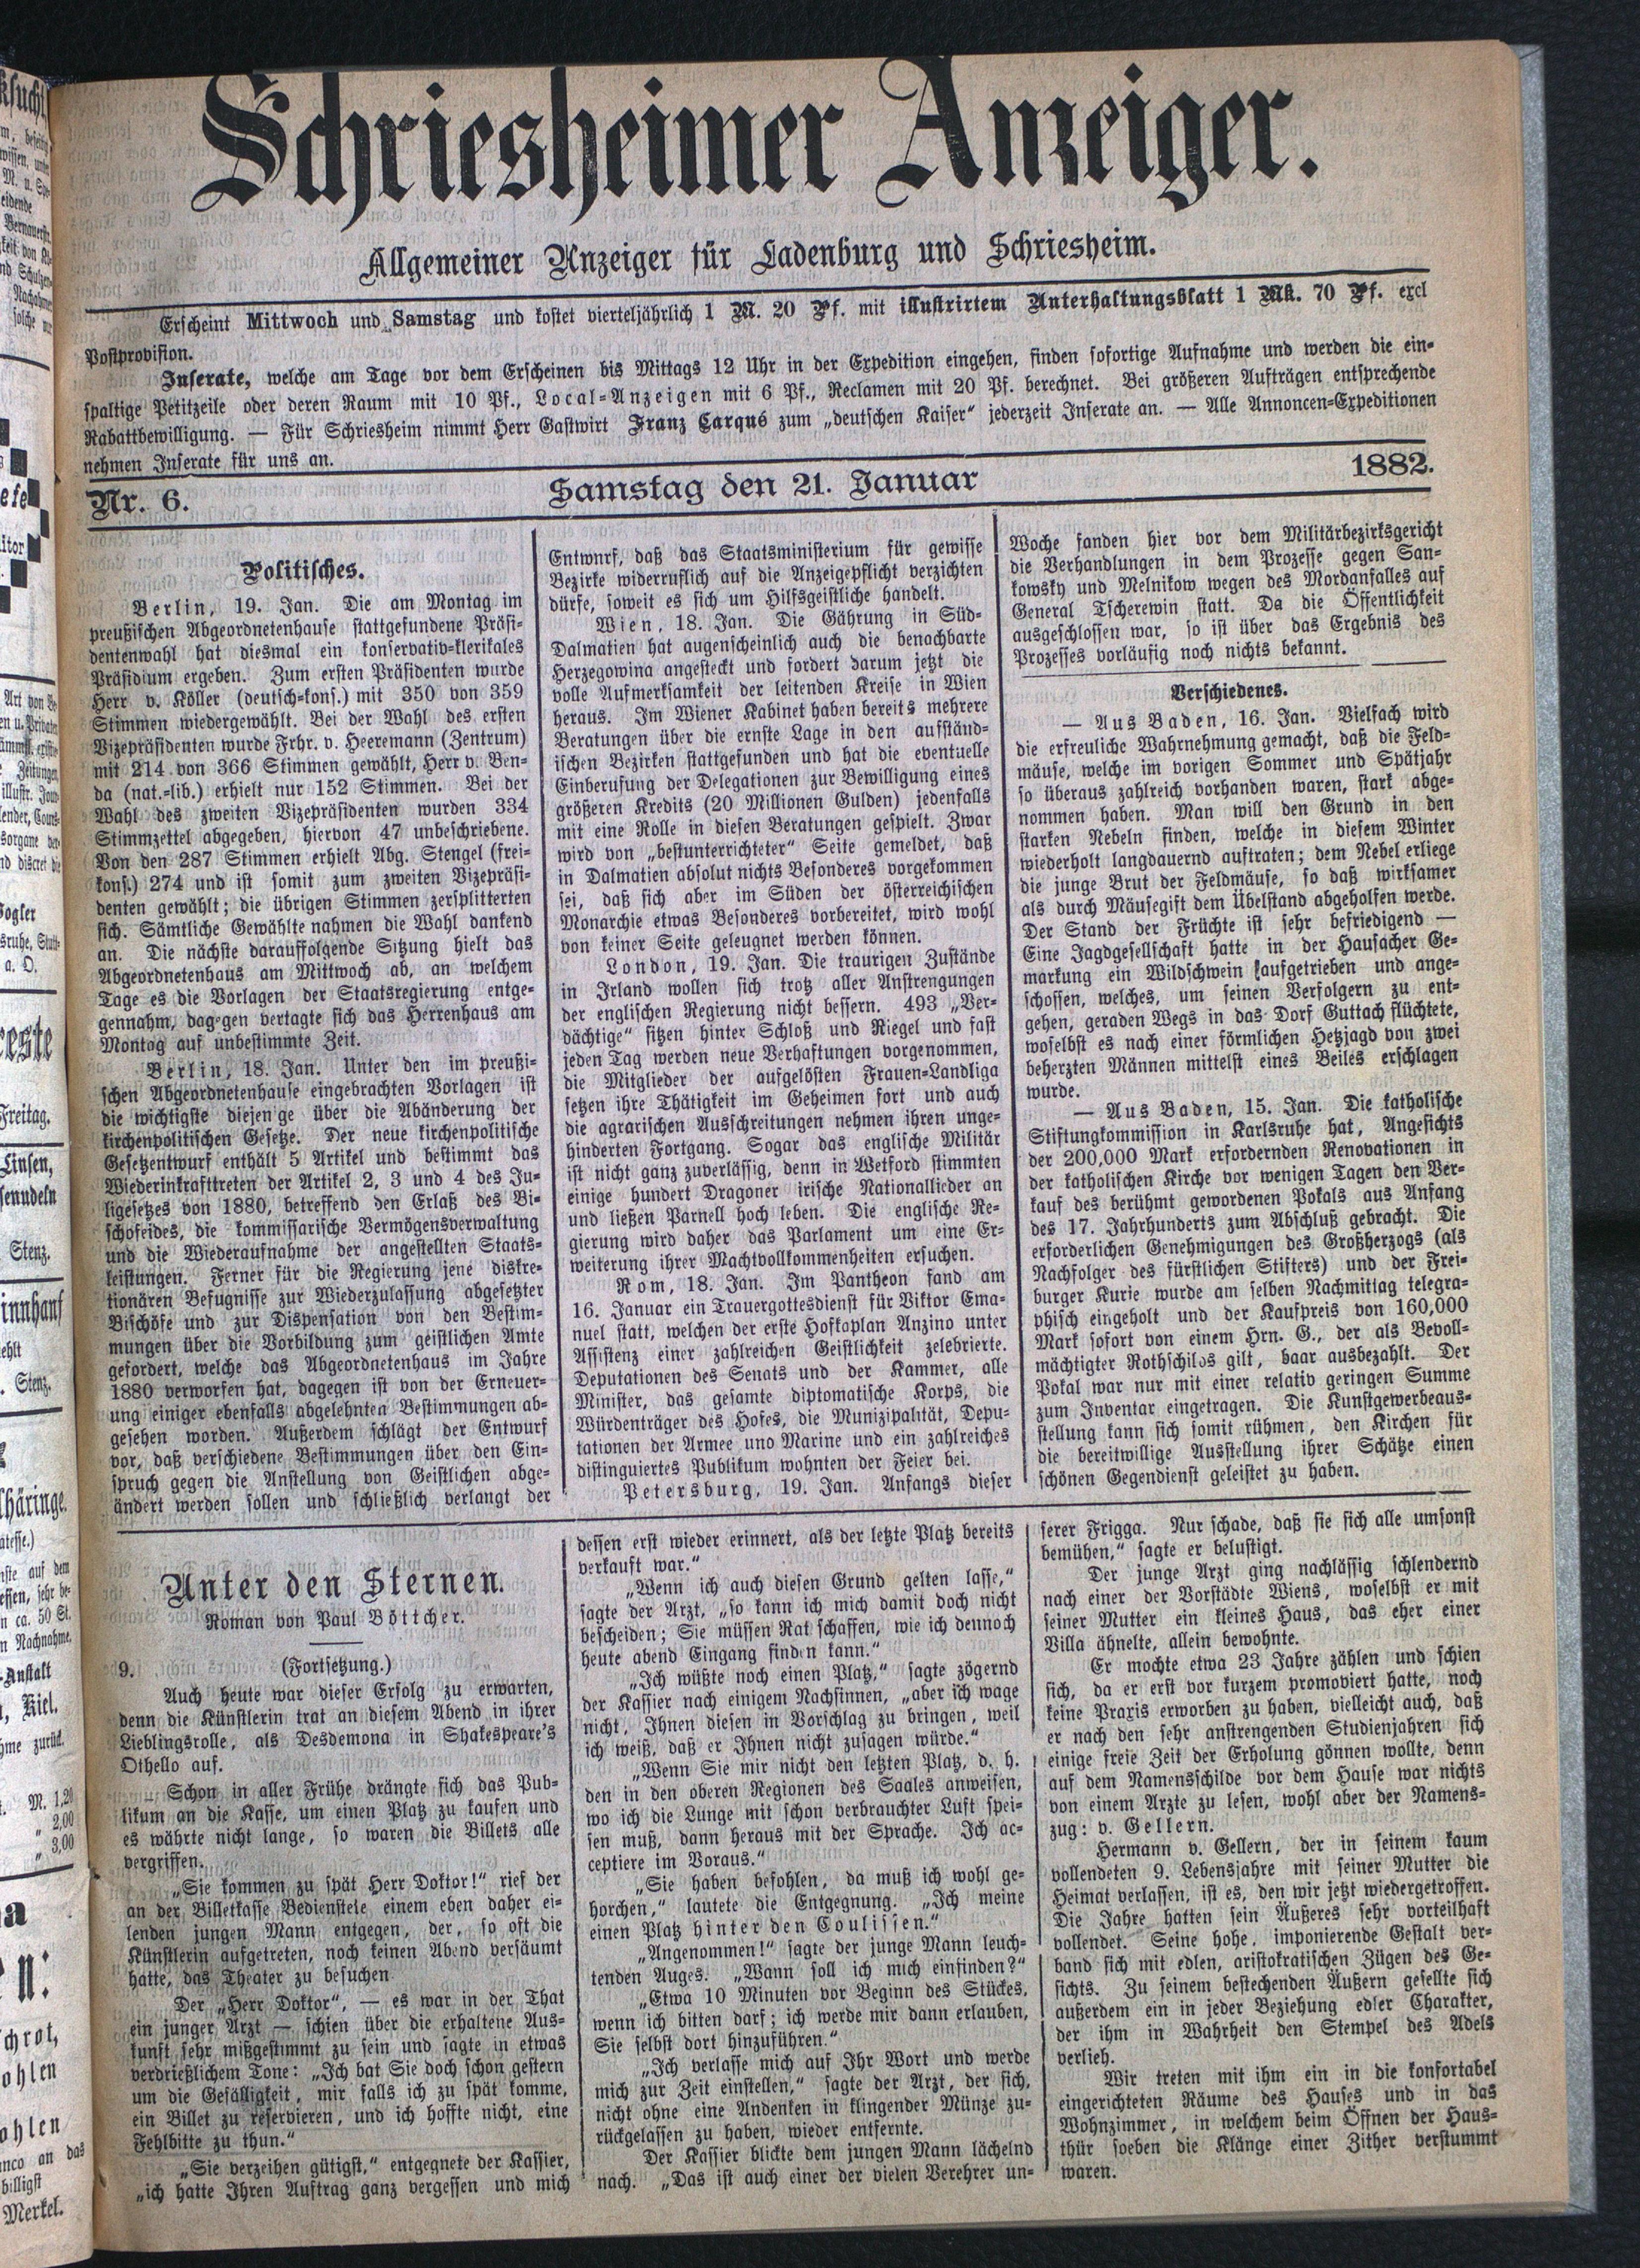 Schriesheimer Anzeiger.
Allgemeiner Anzeiger für Ladenburg und Schriesheim.
Erscheint Mittwoch und Samstag und kostet vierteljährlich 1 M. 20 Pf. mit illustrirtem Unterhaltungsblatt 1 Mk. 70 Pf. excl
Postprovision.
Inserate, welche am Tage vor dem Erscheinen bis Mittags 12 Uhr in der Expedition eingehen, finden sofortige Aufnahme und werden die ein-
spaltige Petitzeile oder deren Raum mit 10 Pf., Local-Anzeigen mit 6 Pf., Reclamen mit 20 Pf. berechnet. Bei größeren Aufträgen entsprechende
Rabattbewilligung. — Für Schriesheim nimmt Herr Gastwirt Franz Carqué zum „deutschen Kaiser“ jederzeit Inserate an. — Alle Annoncen-Expeditionen
nehmen Inserate für uns an.
Nr. 6.
Samstag den 21. Januar
1882.
Politisches.
Berlin, 19. Jan. Die am Montag im
preußischen Abgeordnetenhause stattgefundene Präsi-
dentenwahl hat diesmal ein konservativ-klerikales
Präsidium ergeben. Zum ersten Präsidenten wurde
Herr v. Köller (deutsch-kons.) mit 350 von 359
Stimmen wiedergewählt. Bei der Wahl des ersten
Vizepräsidenten wurde Frhr. v. Heeremann (Zentrum)
mit 214 von 366 Stimmen gewählt, Herr v. Ben-
da (nat.-lib.) erhielt nur 152 Stimmen. Bei der
Wahl des zweiten Vizepräsidenten wurden 334
Stimmzettel abgegeben, hiervon 47 unbeschriebene.
Von den 287 Stimmen erhielt Abg. Stengel (frei-
kons.) 274 und ist somit zum zweiten Vizepräsi-
denten gewählt; die übrigen Stimmen zersplitterten
sich. Sämtliche Gewählte nahmen die Wahl dankend
an. Die nächste darauffolgende Sitzung hielt das
Abgeordnetenhaus am Mittwoch ab, an welchem
Tage es die Vorlagen der Staatsregierung entge-
gennahm, dagegen vertagte sich das Herrenhaus am
Montag auf unbestimmte Zeit.
Berlin, 18. Jan. Unter den im preußi-
schen Abgeordnetenhause eingebrachten Vorlagen ist
die wichtigste diejen'ge über die Abänderung der
kirchenpolitischen Gesetze. Der neue kirchenpolitische
Gesetzentwurf enthält 5 Artikel und bestimmt das
Wiederinkrafttreten der Artikel 2, 3 und 4 des Ju-
ligesetzes von 1880, betreffend den Erlaß des Bi-
schofeides, die kommissarische Vermögensverwaltung
und die Wiederaufnahme der angestellten Staats-
leistungen. Ferner für die Regierung jene diskre-
tionären Befugnisse zur Wiederzulassung abgesetzter
Bischöfe und zur Dispensation von den Bestim-
mungen über die Vorbildung zum geistlichen Amte
gefordert, welche das Abgeordnetenhaus im Jahre
1880 verworfen hat, dagegen ist von der Erneuer-
ung einiger ebenfalls abgelehnten Bestimmungen ab-
gesehen worden. Außerdem schlägt der Entwurf
vor, daß verschiedene Bestimmungen über den Ein-
spruch gegen die Anstellung von Geistlichen abge-
ändert werden sollen und schließlich verlangt der
Entwurf, daß das Staatsministerium für gewisse
Bezirke widerruflich auf die Anzeigepflicht verzichten
dürfe, soweit es sich um Hilfsgeistliche handelt.
Wien, 18. Jan. Die Gährung in Süd-
Dalmatien hat augenscheinlich auch die benachbarte
Herzegowina angesteckt und fordert darum jetzt die
volle Aufmerksamkeit der leitenden Kreise in Wien
heraus. Im Wiener Kabinet haben bereits mehrere
Beratungen über die ernste Lage in den aufständ-
ischen Bezirken stattgefunden und hat die eventuelle
Einberufung der Delegationen zur Bewilligung eines
größeren Kredits (20 Millionen Gulden) jedenfalls
mit eine Rolle in diesen Beratungen gespielt. Zwar
wird von „bestunterrichteter“ Seite gemeldet, daß
in Dalmatien absolut nichts Besonderes vorgekommen
sei, daß sich aber im Süden der österreichischen
Monarchie etwas Besonderes vorbereitet, wird wohl
von keiner Seite geleugnet werden können.
London, 19. Jan. Die traurigen Zustände
in Irland wollen sich trotz aller Anstrengungen
der englischen Regierung nicht bessern. 493 „Ver-
dächtige“ sitzen hinter Schloß und Riegel und fast
jeden Tag werden neue Verhaftungen vorgenommen,
die Mitglieder der aufgelösten Frauen-Landliga
setzen ihre Thätigkeit im Geheimen fort und auch
die agrarischen Ausschreitungen nehmen ihren unge-
hinderten Fortgang. Sogar das englische Militär
ist nicht ganz zuverlässig, denn in Wetford stimmten
einige hundert Dragoner irische Nationallieder an
und ließen Parnell hoch leben. Die englische Re-
gierung wird daher das Parlament um eine Er-
weiterung ihrer Machtvollkommenheiten ersuchen.
Rom, 18. Jan. Im Pantheon fand am
16. Januar ein Trauergottesdienst für Viktor Ema-
nuel statt, welchen der erste Hofkaplan Anzino unter
Assistenz einer zahlreichen Geistlichkeit zelebrierte.
Deputationen des Senats und der Kammer, alle
Minister, das gesamte diptomatische Korps, die
Würdenträger des Hofes, die Munizipalität, Depu-
tationen der Armee uno Marine und ein zahlreiches
distinguiertes Publikum wohnten der Feier bei.
Petersburg, 19. Jan. Anfangs dieser
Woche fanden hier vor dem Militärbezirksgericht
die Verhandlungen in dem Prozesse gegen San-
kowsky und Melnikow wegen des Mordanfalles auf
General Tscherewin statt. Da die Öffentlichkeit
ausgeschlossen war, so ist über das Ergebnis des
Prozesses vorläufig noch nichts bekannt.
Verschiedenes.
— Aus Baden, 16. Jan. Vielfach wird
die erfreuliche Wahrnehmung gemacht, daß die Feld-
mäuse, welche im vorigen Sommer und Spätjahr
so überaus zahlreich vorhanden waren, stark abge-
nommen haben. Man will den Grund in den
starken Nebeln finden, welche in diesem Winter
wiederholt langdauernd auftraten; dem Nebel erliege
die junge Brut der Feldmäuse, so daß wirksamer
als durch Mäusegift dem Übelstand abgeholfen werde.
Der Stand der Früchte ist sehr befriedigend —
Eine Jagdgesellschaft hatte in der Hausacher Ge-
markung ein Wildschwein aufgetrieben und ange-
schossen, welches, um seinen Verfolgern zu ent-
gehen, geraden Wegs in das Dorf Guttach flüchtete,
woselbst es nach einer förmlichen Hetzjagd von zwei
beherzten Männen mittelst eines Beiles erschlagen
wurde.
— Aus Baden, 15. Jan. Die katholische
Stiftungkommission in Karlsruhe hat, Angesichts
der 200,000 Mark erfordernden Renovationen in
der katholischen Kirche vor wenigen Tagen den Ver-
kauf des berühmt gewordenen Pokals aus Anfang
des 17. Jahrhunderts zum Abschluß gebracht. Die
erforderlichen Genehmigungen des Großherzogs (als
Nachfolger des fürstlichen Stifters) und der Frei-
burger Kurie wurde am selben Nachmittag telegra-
phisch eingeholt und der Kaufpreis von 160,000
Mark sofort von einem Hrn. G., der als Bevoll-
mächtigter Rothschilds gilt, baar ausbezahlt. Der
Pokal war nur mit einer relativ geringen Summe
zum Inventar eingetragen. Die Kunstgewerbeaus-
stellung kann sich somit rühmen, den Kirchen für
die bereitwillige Ausstellung ihrer Schätze einen
schönen Gegendienst geleistet zu haben.
Unter den Sternen.
Roman von Paul Böttcher.
9. (Fortsetzung.)
Auch heute war dieser Erfolg zu erwarten,
denn die Künstlerin trat an diesem Abend in ihrer
Lieblingsrolle, als Desdemona in Shakespeare's
Othello auf.
Schon in aller Frühe drängte sich das Pub-
likum an die Kasse, um einen Platz zu kaufen und
es währte nicht lange, so waren die Billets alle
vergriffen.
„Sie kommen zu spät Herr Doktor!“ rief der
an der Billetkasse Bedienstete einem eben daher ei-
lenden jungen Mann entgegen, der, so oft die
Künstlerin aufgetreten, noch keinen Abend versäumt
hatte, das Theater zu besuchen
Der „Herr Doktor“, — es war in der That
ein junger Arzt — schien über die erhaltene Aus-
kunft sehr mißgestimmt zu sein und sagte in etwas
verdrießlichem Tone: „Ich bat Sie doch schon gestern
um die Gefälligkeit, mir, falls ich zu spät komme,
ein Billet zu reservieren, und ich hoffte nicht, eine
Fehlbitte zu thun.“
„Sie verzeihen gütigst,“ entgegnete der Kassier,
„ich hatte Ihren Auftrag ganz vergessen und mich
dessen erst wieder erinnert, als der letzte Platz bereits
verkauft war.“
„Wenn ich auch diesen Grund gelten lasse,“
sagte der Arzt, „so kann ich mich damit doch nicht
bescheiden; Sie müssen Rat schaffen, wie ich dennoch
heute abend Eingang finden kann.“
„Ich wüßte noch einen Platz,“ sagte zögernd
der Kassier nach einigem Nachsinnen, „aber ich wage
nicht, Ihnen diesen in Vorschlag zu bringen, weil
ich weiß, daß er Ihnen nicht zusagen würde.“
„Wenn Sie mir nicht den letzten Platz, d. h.
den in den oberen Regionen des Saales anweisen,
wo ich die Lunge mit schon verbrauchter Luft spei-
sen muß, dann heraus mit der Sprache. Ich ac-
ceptiere im Voraus.“
„Sie haben befohlen, da muß ich wohl ge-
horchen,“ lautete die Entgegnung. „Ich meine
einen Platz hinter den Coulissen.“
„Angenommen!“ sagte der junge Mann leuch-
tenden Auges. „Wann soll ich mich einfinden?“
„Etwa 10 Minuten vor Beginn des Stückes,
wenn ich bitten darf; ich werde mir dann erlauben,
Sie selbst dort hinzuführen.“
„Ich verlasse mich auf Ihr Wort und werde
mich zur Zeit einstellen,“ sagte der Arzt, der sich,
nicht ohne eine Andenken in klingender Münze zu-
rückgelassen zu haben, wieder entfernte.
Der Kassier blickte dem jungen Mann lächelnd
nach. „Das ist auch einer der vielen Verehrer un-
serer Frigga. Nur schade, daß sie sich alle umsonst
bemühen,“ sagte er belustigt.
Der junge Arzt ging nachlässig schlendernd
nach einer der Vorstädte Wiens, woselbst er mit
seiner Mutter ein kleines Haus, das eher einer
Villa ähnelte, allein bewohnte.
Er mochte etwa 23 Jahre zählen und schien
sich, da er erst vor kurzem promobiert hatte, noch
keine Praxis erworben zu haben, vielleicht auch, daß
er nach den sehr anstrengenden Studienjahren sich
einige freie Zeit der Erholung gönnen wollte, denn
auf dem Namensschilde vor dem Hause war nichts
von einem Arzte zu lesen, wohl aber der Namens-
zug: v. Gellern.
Hermann v. Gellern, der in seinem kaum
vollendeten 9. Lebensjahre mit seiner Mutter die
Heimat verlassen, ist es, den wir jetzt wiedergetroffen.
Die Jahre hatten sein Äußeres sehr vorteilhaft
vollendet. Seine hohe, imponierende Gestalt ver-
band sich mit edlen, aristokratischen Zügen des Ge-
sichts. Zu seinem bestechenden Äußern gesellte sich
außerdem ein in jeder Beziehung edler Charakter,
der ihm in Wahrheit den Stempel des Adels
verlieh.
Wir treten mit ihm ein in die konfortabel
eingerichteten Räume des Hauses und in das
Wohnzimmer, in welchem beim Öffnen der Haus-
thür soeben die Klänge einer Zither verstummt
waren.